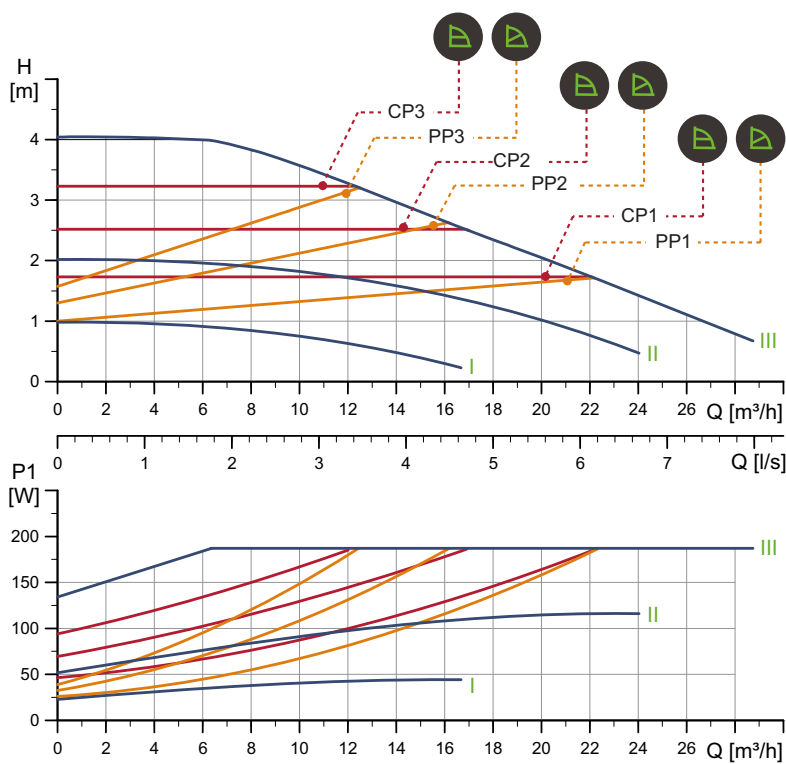 H
[m]
CP3
PP3
CP2
PP2
CP1
PP1
4
3
2
1
0
I
II
III
0 2 4 6 8 10 12 14 16 18 20 22 24 26 Q [m³/h]
0 1 2 3 4 5 6 7 Q [l/s]
P1
[W]
200
150
100
50
0
III
II
I
0 2 4 6 8 10 12 14 16 18 20 22 24 26 Q [m³/h]